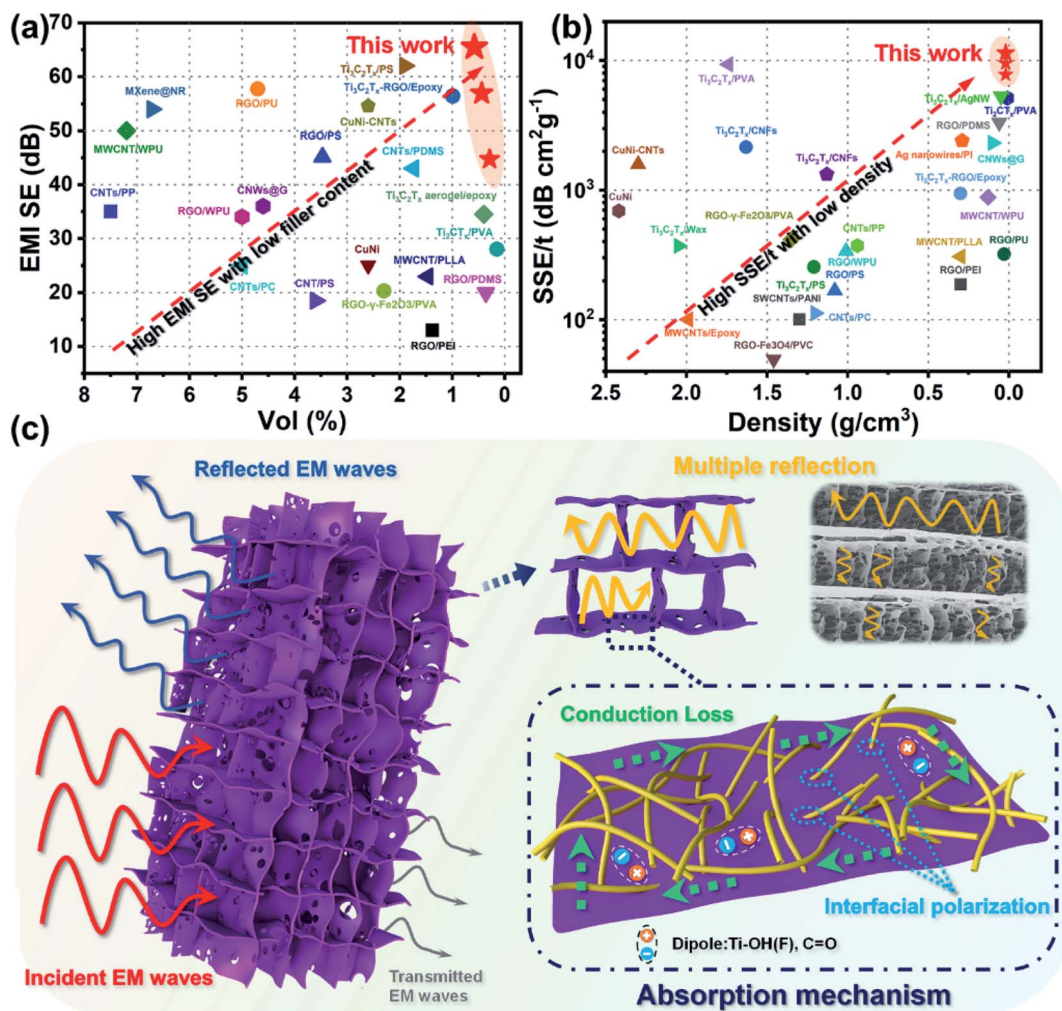 (a)
EMI SE (dB)
70
60
50
40
30
20
10
This work
Ti₃C₂Tₓ/PS
MXene@NR
RGO/PU
Ti₃C₂Tₓ-RGO/Epoxy
CuNi-CNTs
MWCNT/WPU
RGO/PS
CNTs/PDMS
CNTs/PP
CNWs@G
RGO/WPU
Ti₃C₂Tₓ aerogel/epoxy
Ti₃CTₓ/PVA
CNTs/PC
CuNi
MWCNT/PLLA
CNT/PS
RGO-γ-Fe2O3/PVA
RGO/PDMS
RGO/PEI
High EMI SE with low filler content
8 7 6 5 4 3 2 1 0
Vol (%)
(b)
SSE/t (dB cm²g⁻¹)
10⁴
10³
10²
This work
Ti₃C₂Tₓ/PVA
Ti₃C₂Tₓ/AgNW
Ti₂CTₓ/PVA
Ti₃C₂Tₓ/CNFs
RGO/PDMS
CuNi-CNTs
Ag nanowires/PI
CNWs@G
Ti₃C₂Tₓ/CNFs
Ti₃C₂Tₓ-RGO/Epoxy
CuNi
MWCNT/WPU
RGO-γ-Fe2O3/PVA
Ti₃C₂Tₓ/Wax
CNTs/PP
RGO/WPU
MWCNT/PLLA
RGO/PU
RGO/PS
RGO/PEI
Ti₃C₂Tₓ/PS
SWCNTs/PANI
CNTs/PC
MWCNTs/Epoxy
RGO-Fe3O4/PVC
High SSE/t with low density
2.5 2.0 1.5 1.0 0.5 0.0
Density (g/cm³)
(c)
Reflected EM waves
Multiple reflection
Conduction Loss
Interfacial polarization
Dipole:Ti-OH(F), C=O
Incident EM waves
Transmitted
EM waves
Absorption mechanism